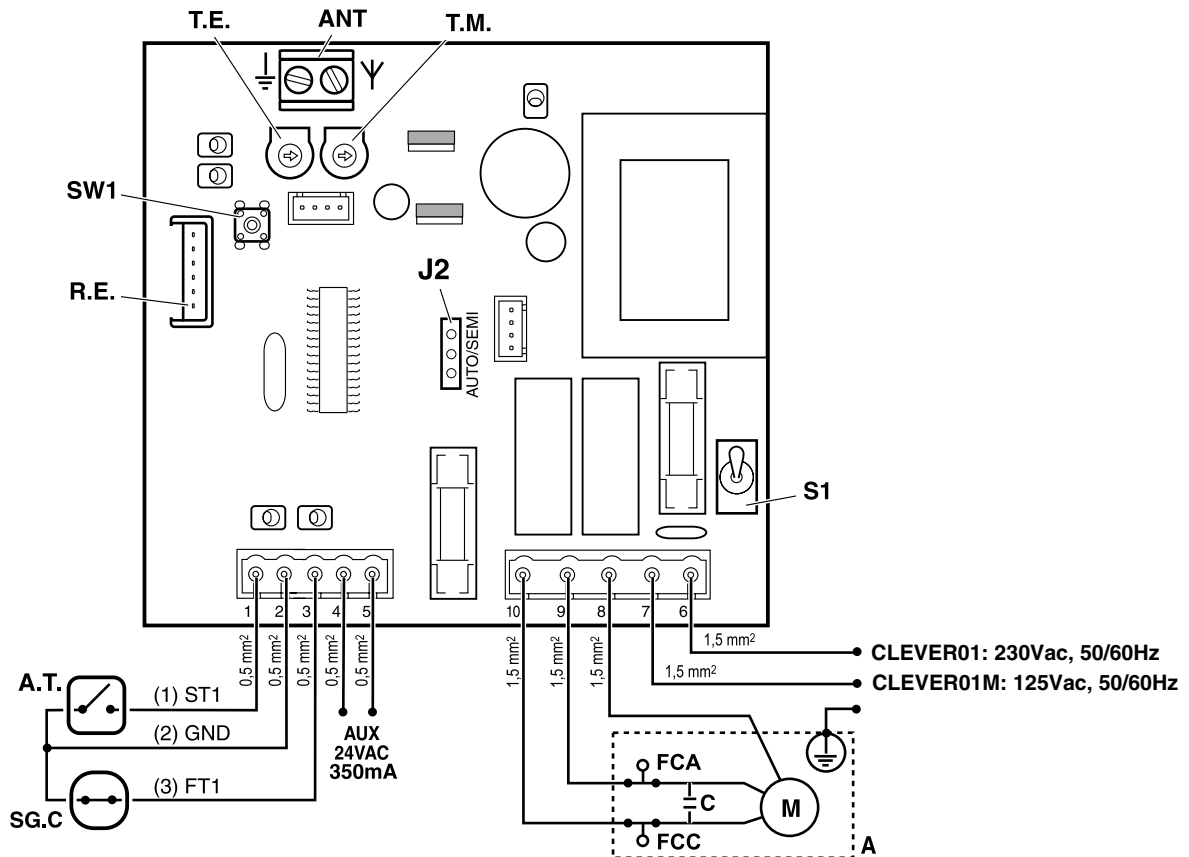 T.E. ANT T.M.
SW1
R.E.
J2
AUTO/SEMI
S1
1 2 3 4 5
10 9 8 7 6
0,5 mm² 0,5 mm² 0,5 mm² 0,5 mm² 0,5 mm²
1,5 mm² 1,5 mm² 1,5 mm²
1,5 mm²
CLEVER01: 230Vac, 50/60Hz
1,5 mm²
CLEVER01M: 125Vac, 50/60Hz
A.T.
(1) ST1
(2) GND
(3) FT1
SG.C
AUX
24VAC
350mA
FCA
C
M
FCC
A